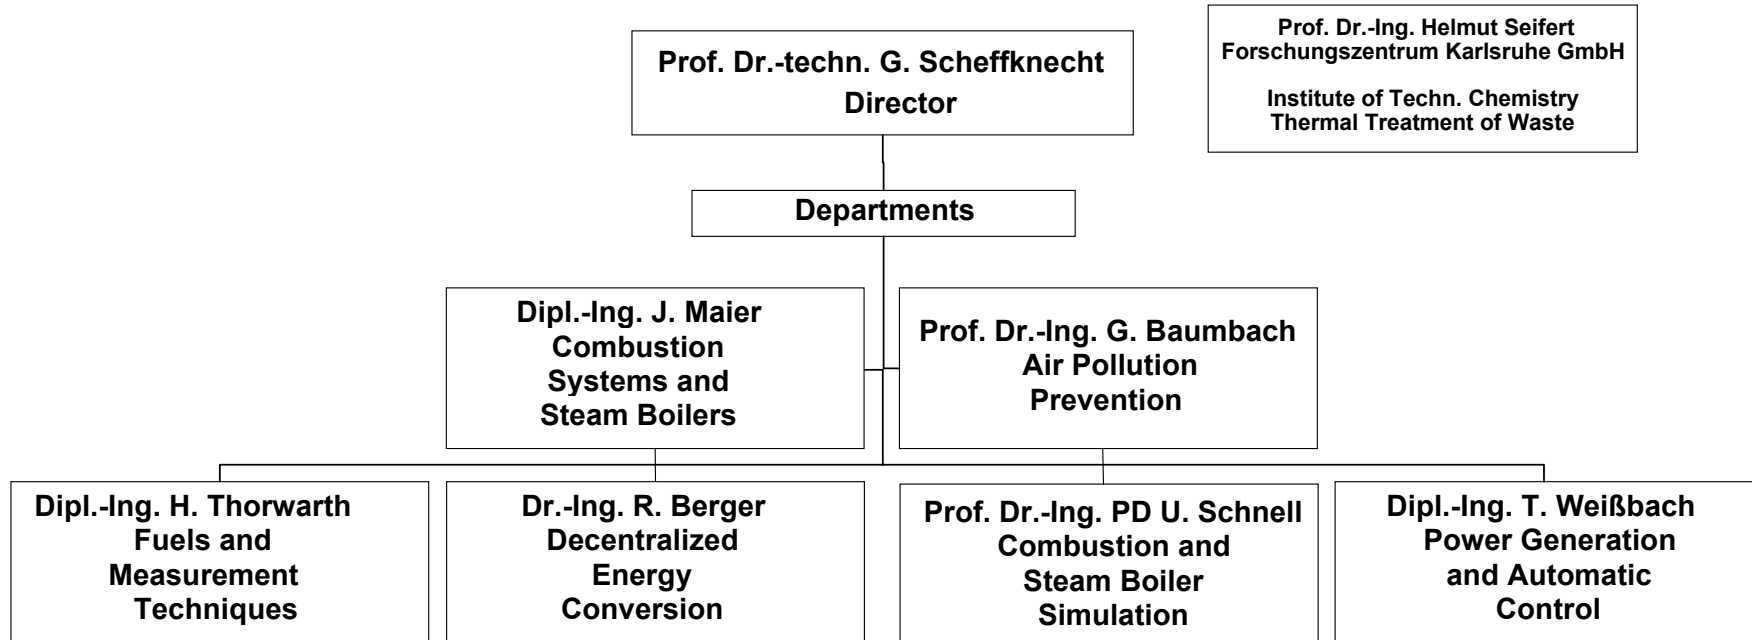 Prof. Dr.-techn. G. Scheffknecht
Director
Prof. Dr.-Ing. Helmut Seifert
Forschungszentrum Karlsruhe GmbH
Institute of Techn. Chemistry
Thermal Treatment of Waste
Departments
Dipl.-Ing. J. Maier
Combustion
Systems and
Steam Boilers
Prof. Dr.-Ing. G. Baumbach
Air Pollution
Prevention
Dipl.-Ing. H. Thorwarth
Fuels and
Measurement
Techniques
Dr.-Ing. R. Berger
Decentralized
Energy
Conversion
Prof. Dr.-Ing. PD U. Schnell
Combustion and
Steam Boiler
Simulation
Dipl.-Ing. T. Weißbach
Power Generation
and Automatic
Control